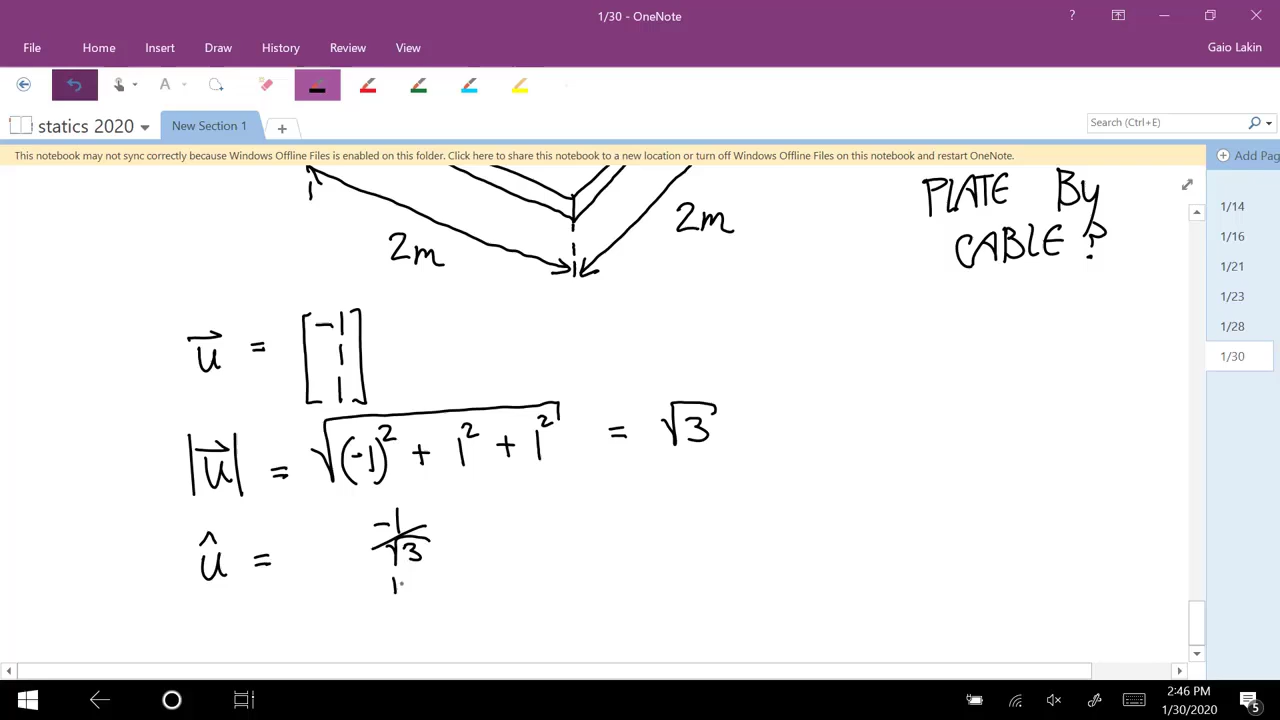 1/30 - OneNote
?
File Home Insert Draw History Review View
Gaio Lakin
A
statics 2020
New Section 1
+
Search (Ctrl+E)
This notebook may not sync correctly because Windows Offline Files is enabled on this folder. Click here to share this notebook to a new location or turn off Windows Offline Files on this notebook and restart OneNote.
Add Pag
1/14
1/16
1/21
1/23
1/28
1/30
PLATE By
CABLE?
2m
2m
u⃗ = [-1
1
1]
|u⃗| = √((-1)² + 1² + 1²) = √3
û = -1/√3
1
2:46 PM
1/30/2020
5